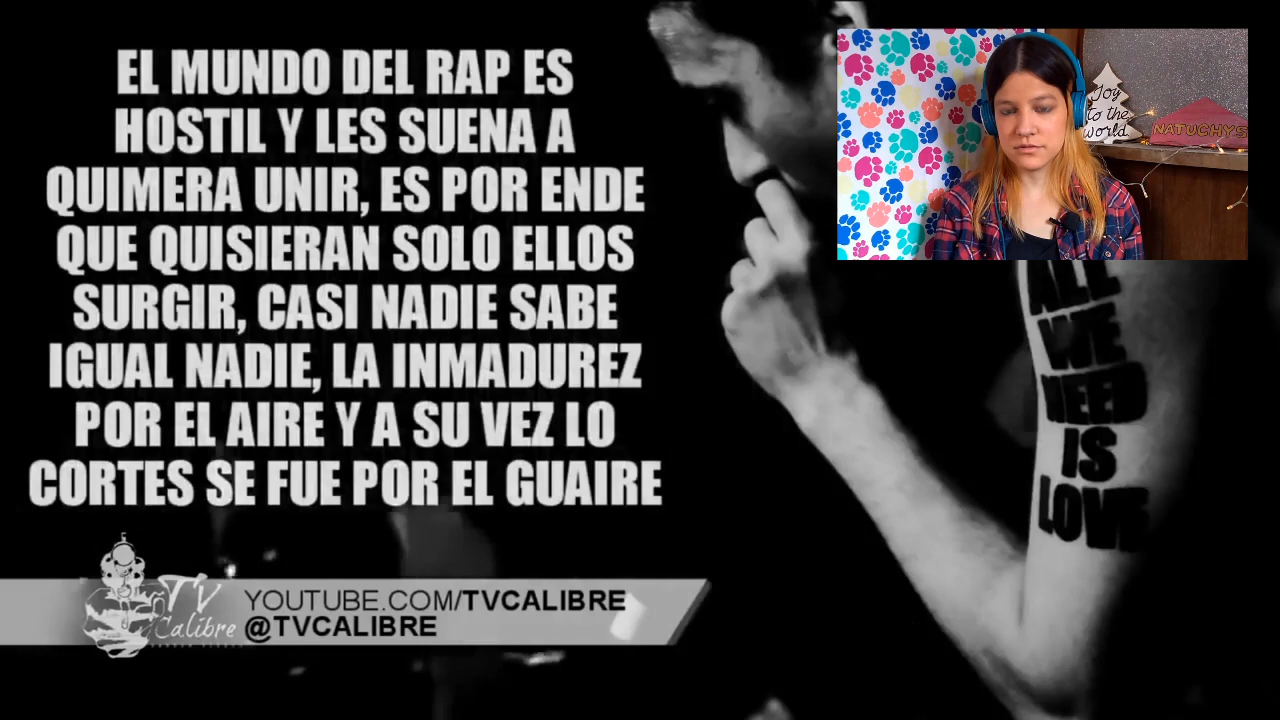 EL MUNDO DEL RAP ES
HOSTIL Y LES SUENA A
QUIMERA UNIR, ES POR ENDE
QUE QUISIERAN SOLO ELLOS
SURGIR, CASI NADIE SABE
IGUAL NADIE, LA INMADUREZ
POR EL AIRE Y A SU VEZ LO
CORTES SE FUE POR EL GUAIRE
Joy
to the
world
NATUCHYS
ALL
WE
NEED
IS
LOVE
TV
Calibre
YOUTUBE.COM/TVCALIBRE
@TVCALIBRE